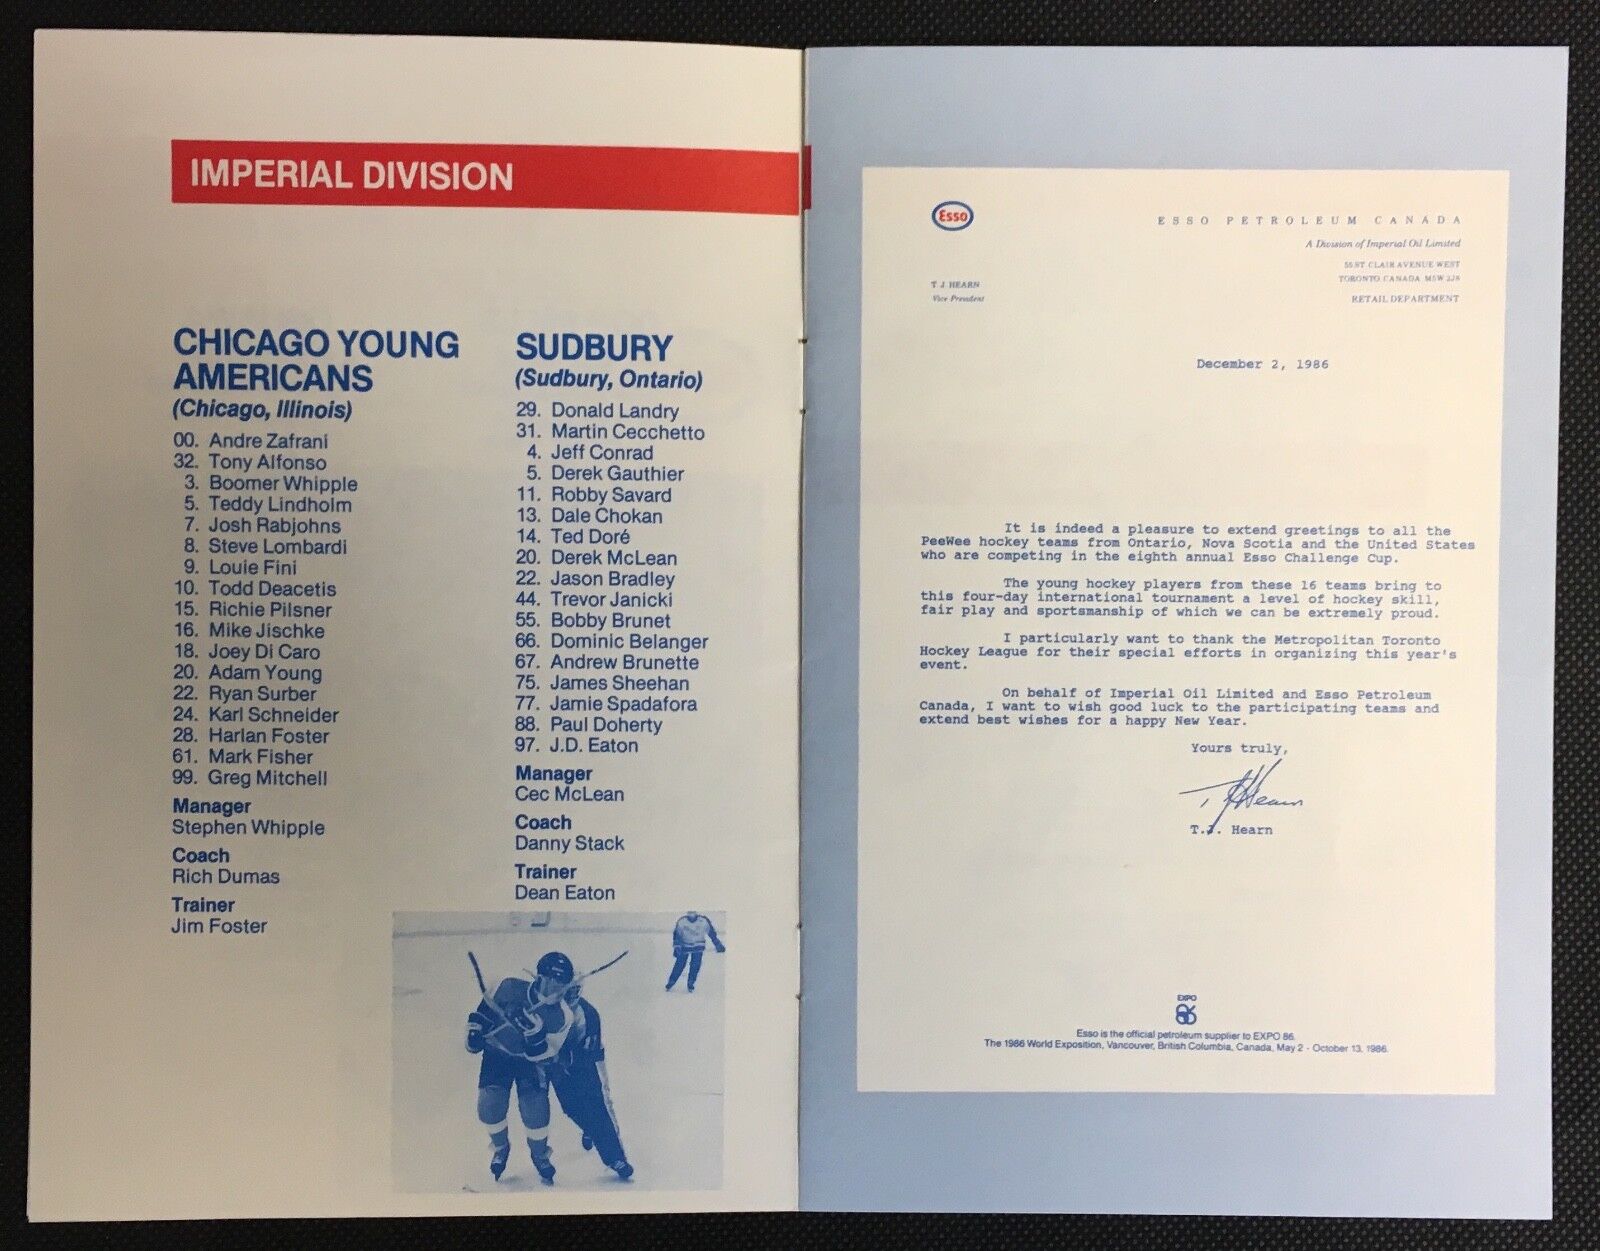 IMPERIAL DIVISION
CHICAGO YOUNG
AMERICANS
(Chicago, Illinois)
00. Andre Zafrani
32. Tony Alfonso
3. Boomer Whipple
5. Teddy Lindholm
7. Josh Rabjohns
8. Steve Lombardi
9. Louie Fini
10. Todd Deacetis
15. Richie Pilsner
16. Mike Jischke
18. Joey Di Caro
20. Adam Young
22. Ryan Surber
24. Karl Schneider
28. Harlan Foster
61. Mark Fisher
99. Greg Mitchell
Manager
Stephen Whipple
Coach
Rich Dumas
Trainer
Jim Foster
SUDBURY
(Sudbury, Ontario)
29. Donald Landry
31. Martin Cecchetto
4. Jeff Conrad
5. Derek Gauthier
11. Robby Savard
13. Dale Chokan
14. Ted Doré
20. Derek McLean
22. Jason Bradley
44. Trevor Janicki
55. Bobby Brunet
66. Dominic Belanger
67. Andrew Brunette
75. James Sheehan
77. Jamie Spadafora
88. Paul Doherty
97. J.D. Eaton
Manager
Cec McLean
Coach
Danny Stack
Trainer
Dean Eaton
Esso
ESSO PETROLEUM CANADA
A Division of Imperial Oil Limited
55 ST CLAIR AVENUE WEST
TORONTO CANADA M5W 2J8
RETAIL DEPARTMENT
T J HEARN
Vice President
December 2, 1986
It is indeed a pleasure to extend greetings to all the
PeeWee hockey teams from Ontario, Nova Scotia and the United States
who are competing in the eighth annual Esso Challenge Cup.
The young hockey players from these 16 teams bring to
this four-day international tournament a level of hockey skill,
fair play and sportsmanship of which we can be extremely proud.
I particularly want to thank the Metropolitan Toronto
Hockey League for their special efforts in organizing this year's
event.
On behalf of Imperial Oil Limited and Esso Petroleum
Canada, I want to wish good luck to the participating teams and
extend best wishes for a happy New Year.
Yours truly,
T J Hearn
T.J. Hearn
EXPO
86
Esso is the official petroleum supplier to EXPO 86.
The 1986 World Exposition, Vancouver, British Columbia, Canada, May 2 - October 13, 1986.